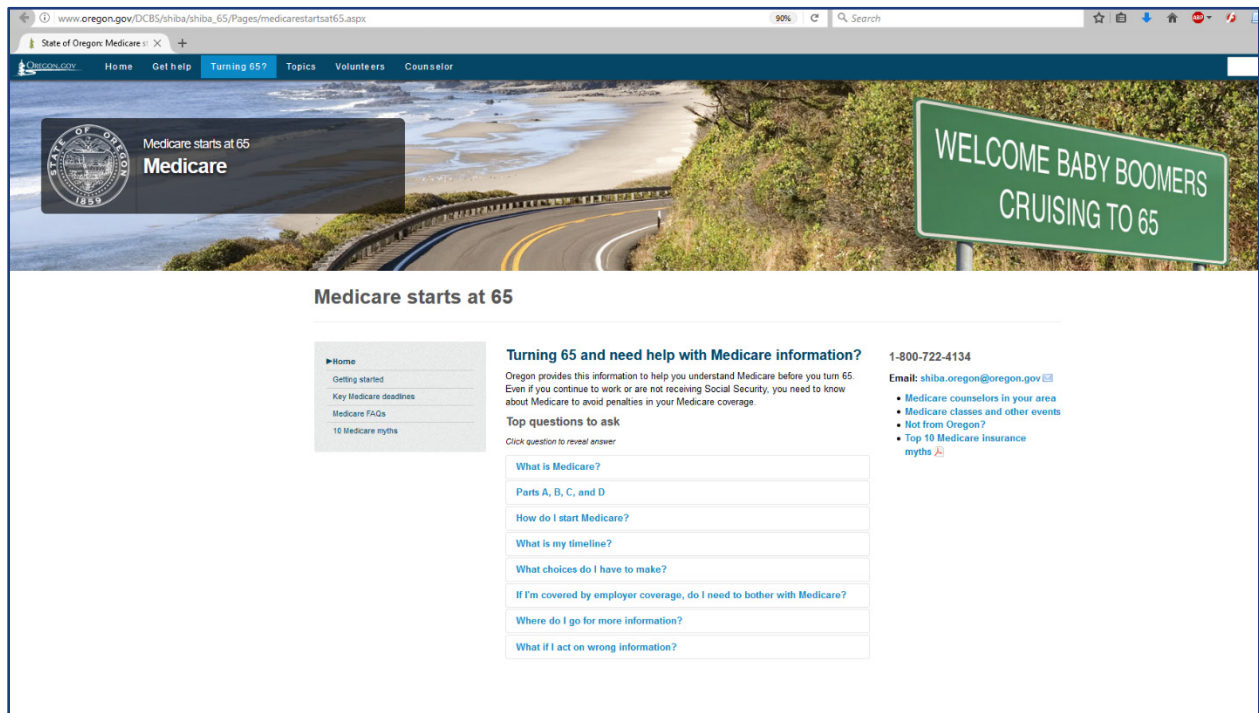 www.oregon.gov/DCBS/shiba/shiba_65/Pages/medicarestartsat65.aspx
90%
Search
ABP
State of Oregon: Medicare st
OREGON.GOV
Home
Get help
Turning 65?
Topics
Volunteers
Counselor
STATE OF OREGON
1859
Medicare starts at 65
Medicare
WELCOME BABY BOOMERS
CRUISING TO 65
Medicare starts at 65
►Home
Getting started
Key Medicare deadlines
Medicare FAQs
10 Medicare myths
Turning 65 and need help with Medicare information?
Oregon provides this information to help you understand Medicare before you turn 65.
Even if you continue to work or are not receiving Social Security, you need to know
about Medicare to avoid penalties in your Medicare coverage.
Top questions to ask
Click question to reveal answer
What is Medicare?
Parts A, B, C, and D
How do I start Medicare?
What is my timeline?
What choices do I have to make?
If I'm covered by employer coverage, do I need to bother with Medicare?
Where do I go for more information?
What if I act on wrong information?
1-800-722-4134
Email: shiba.oregon@oregon.gov
• Medicare counselors in your area
• Medicare classes and other events
• Not from Oregon?
• Top 10 Medicare insurance
myths